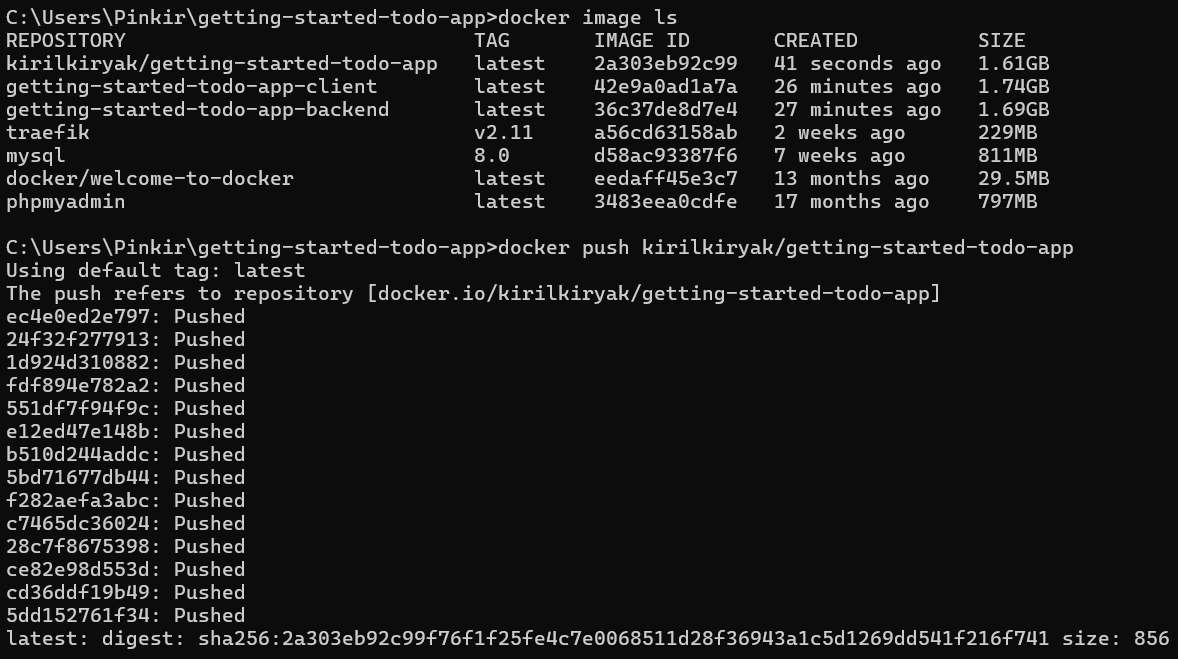 C:\Users\Pinkir\getting-started-todo-app>docker image ls
REPOSITORY                             TAG       IMAGE ID       CREATED          SIZE
kirilkiryak/getting-started-todo-app   latest    2a303eb92c99   41 seconds ago   1.61GB
getting-started-todo-app-client        latest    42e9a0ad1a7a   26 minutes ago   1.74GB
getting-started-todo-app-backend       latest    36c37de8d7e4   27 minutes ago   1.69GB
traefik                                v2.11     a56cd63158ab   2 weeks ago      229MB
mysql                                  8.0       d58ac93387f6   7 weeks ago      811MB
docker/welcome-to-docker               latest    eedaff45e3c7   13 months ago    29.5MB
phpmyadmin                             latest    3483eea0cdfe   17 months ago    797MB
C:\Users\Pinkir\getting-started-todo-app>docker push kirilkiryak/getting-started-todo-app
Using default tag: latest
The push refers to repository [docker.io/kirilkiryak/getting-started-todo-app]
ec4e0ed2e797: Pushed
24f32f277913: Pushed
1d924d310882: Pushed
fdf894e782a2: Pushed
551df7f94f9c: Pushed
e12ed47e148b: Pushed
b510d244addc: Pushed
5bd71677db44: Pushed
f282aefa3abc: Pushed
c7465dc36024: Pushed
28c7f8675398: Pushed
ce82e98d553d: Pushed
cd36ddf19b49: Pushed
5dd152761f34: Pushed
latest: digest: sha256:2a303eb92c99f76f1f25fe4c7e0068511d28f36943a1c5d1269dd541f216f741 size: 856